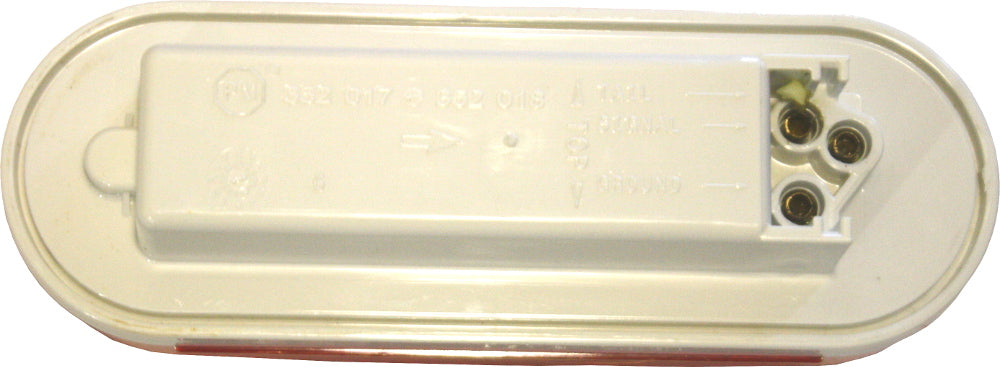 352 017 352 018
TAIL
SIGNAL
TOP
GROUND